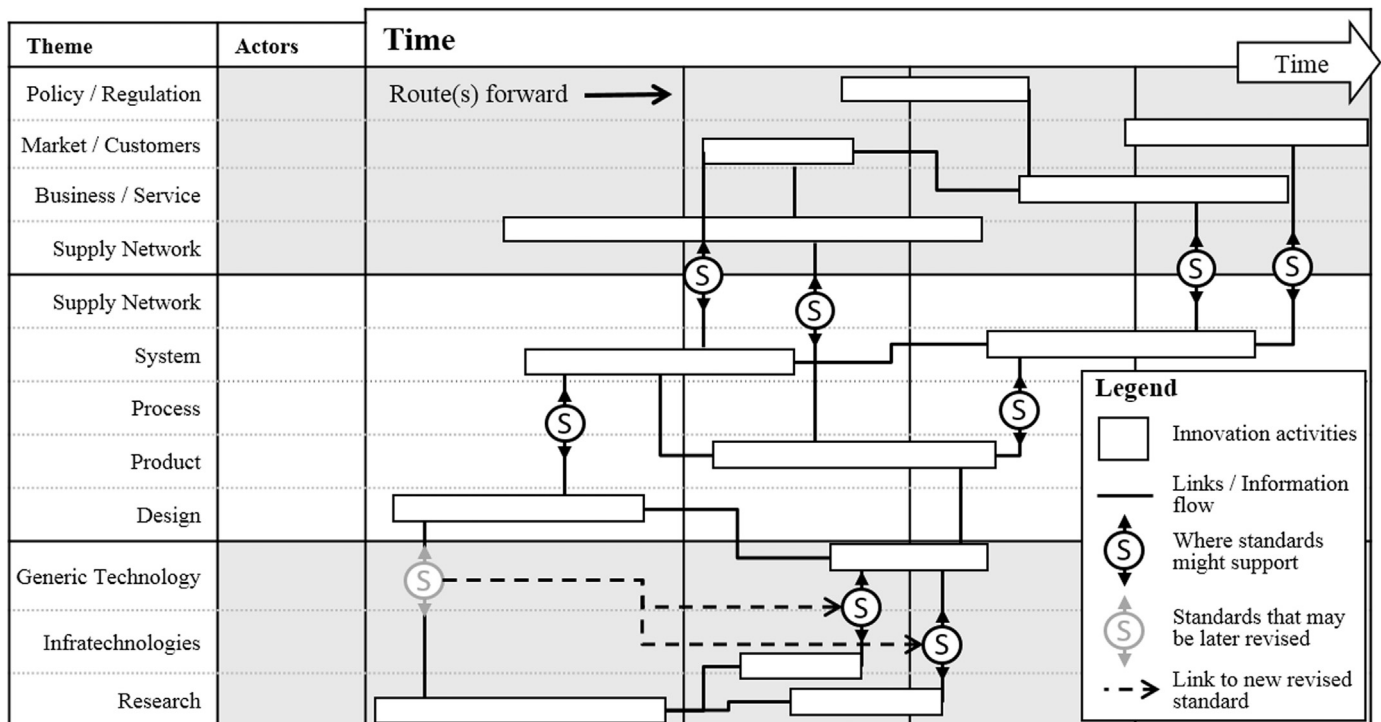 Theme
Actors
Time
Time
Policy / Regulation
Route(s) forward
Market / Customers
Business / Service
Supply Network
S
S
S
S
Supply Network
System
Process
S
S
Product
Design
Generic Technology
S
S
Infratechnologies
S
Research
Legend
Innovation activities
Links / Information
flow
S
Where standards
might support
S
Standards that may
be later revised
Link to new revised
standard